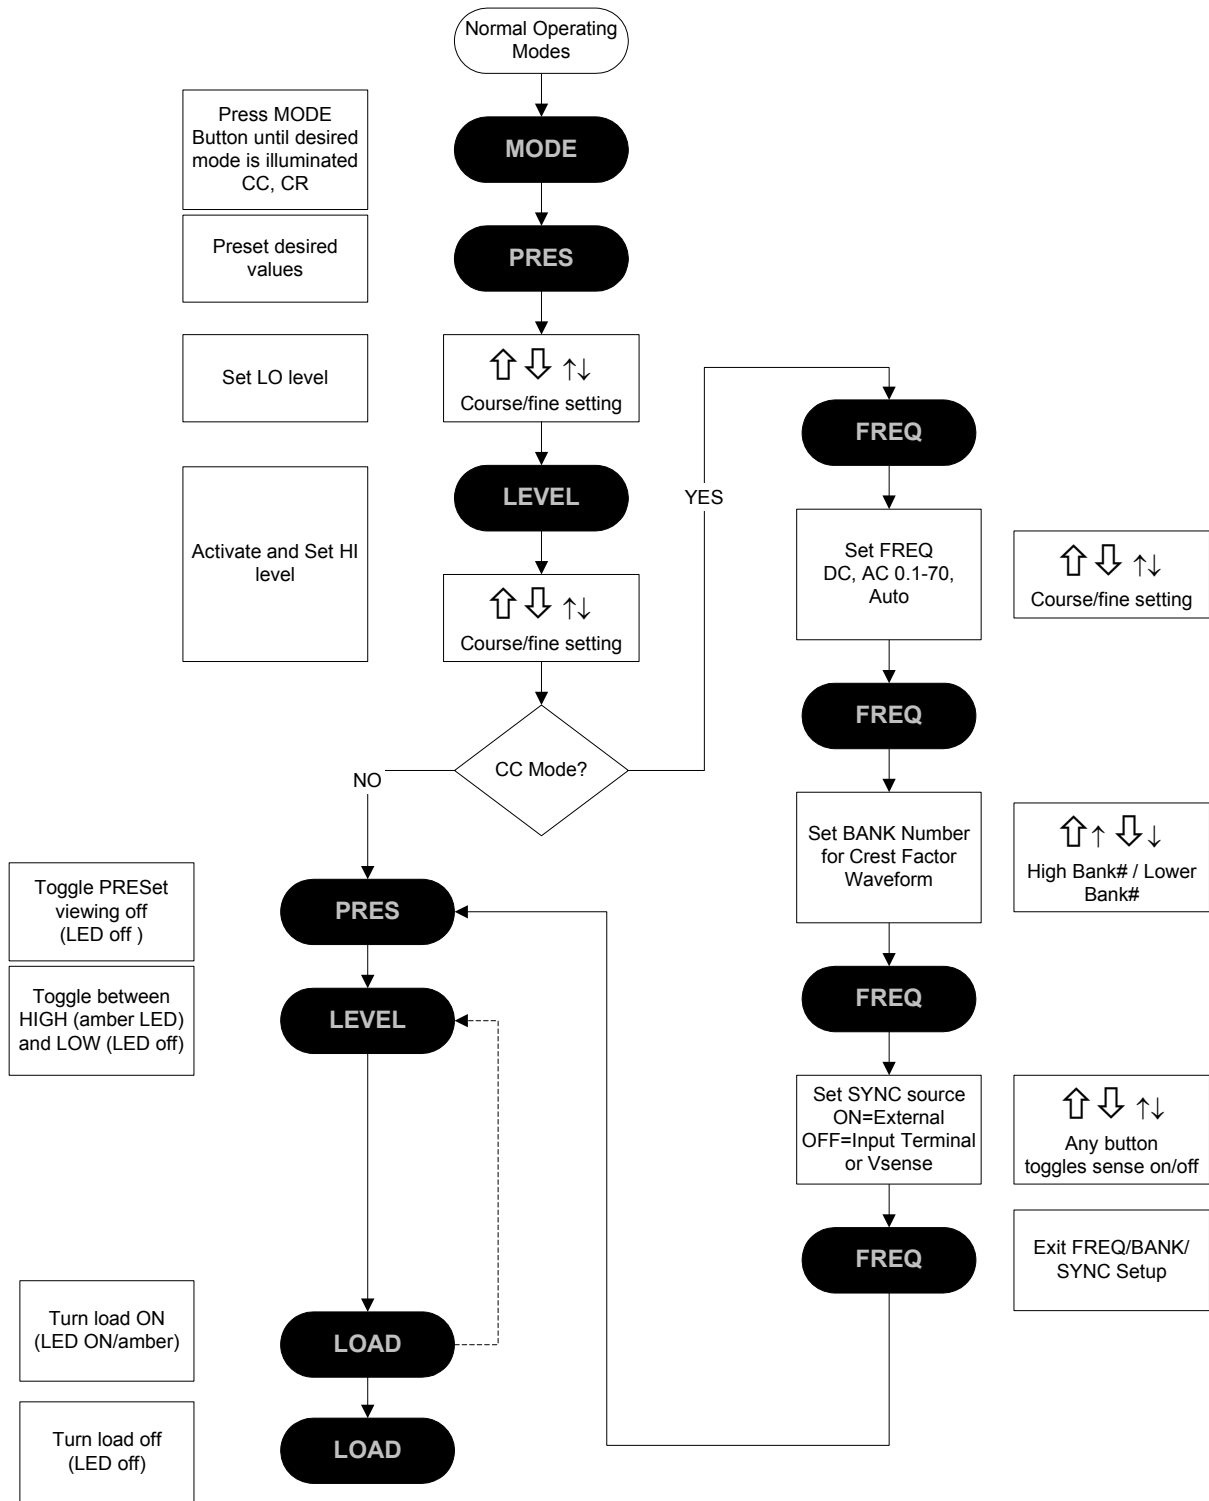 Normal Operating
Modes
Press MODE
Button until desired
mode is illuminated
CC, CR
MODE
Preset desired
values
PRES
Set LO level
⇧ ⇩ ↑↓
Course/fine setting
Activate and Set HI
level
LEVEL
⇧ ⇩ ↑↓
Course/fine setting
CC Mode?
NO
YES
FREQ
Set FREQ
DC, AC 0.1-70,
Auto
⇧ ⇩ ↑↓
Course/fine setting
FREQ
Set BANK Number
for Crest Factor
Waveform
⇧↑ ⇩↓
High Bank# / Lower
Bank#
FREQ
Set SYNC source
ON=External
OFF=Input Terminal
or Vsense
⇧ ⇩ ↑↓
Any button
toggles sense on/off
FREQ
Exit FREQ/BANK/
SYNC Setup
Toggle PRESet
viewing off
(LED off )
PRES
Toggle between
HIGH (amber LED)
and LOW (LED off)
LEVEL
Turn load ON
(LED ON/amber)
LOAD
Turn load off
(LED off)
LOAD